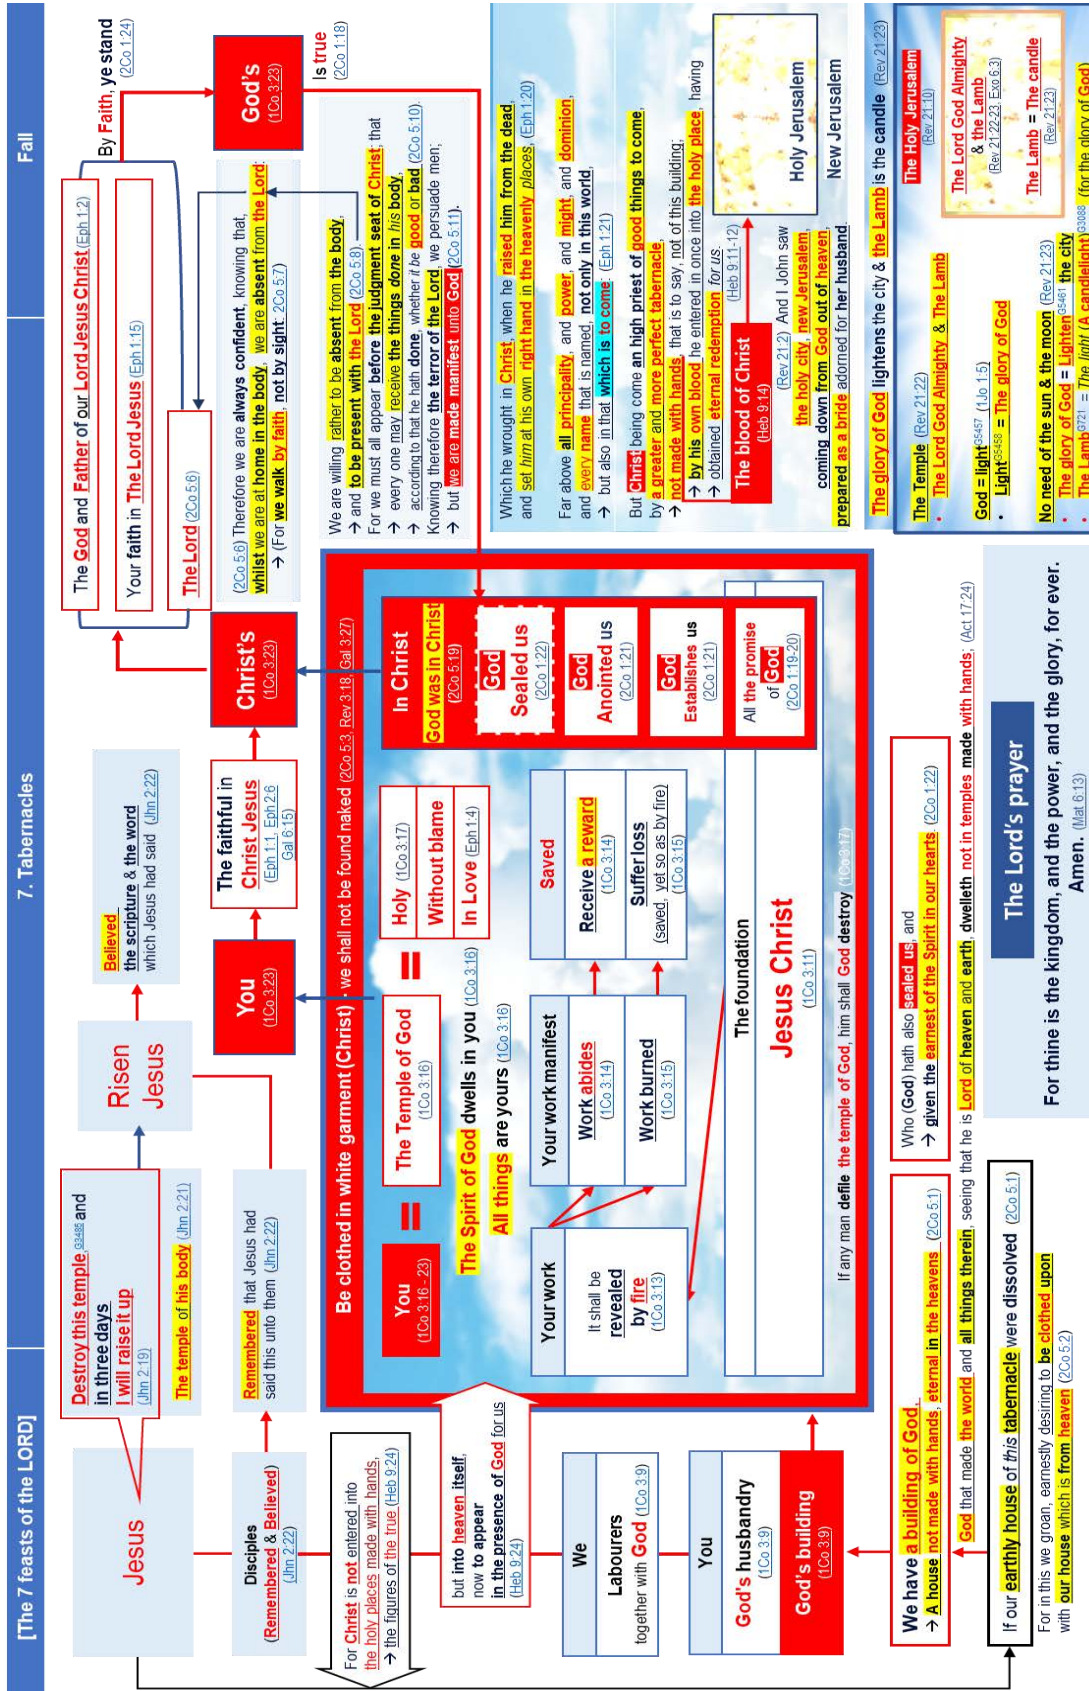 [The 7 feasts of the LORD]
7. Tabernacles
Fall
Jesus
Destroy this temple,G3485 and
in three days
I will raise it up
(Jhn 2:19)
The temple of his body (Jhn 2:21)
Risen
Jesus
Believed
the scripture & the word
which Jesus had said (Jhn 2:22)
Disciples
(Remembered & Believed)
(Jhn 2:22)
Remembered that Jesus had
said this unto them (Jhn 2:22)
You
(1Co 3:23)
The faithful in
Christ Jesus
(Eph 1:1, Eph 2:6
Gal 6:15)
Christ's
(1Co 3:23)
The God and Father of our Lord Jesus Christ (Eph 1:2)
Your faith in The Lord Jesus (Eph 1:15)
The Lord (2Co 5:6)
By Faith, ye stand
(2Co 1:24)
God's
(1Co 3:23)
Is true
(2Co 1:18)
(2Co 5:6) Therefore we are always confident, knowing that,
whilst we are at home in the body, we are absent from the Lord:
→ (For we walk by faith, not by sight: 2Co 5:7)
We are willing rather to be absent from the body,
→ and to be present with the Lord (2Co 5:8).
For we must all appear before the judgment seat of Christ; that
→ every one may receive the things done in his body,
→ according to that he hath done, whether it be good or bad (2Co 5:10).
Knowing therefore the terror of the Lord, we persuade men;
→ but we are made manifest unto God (2Co 5:11).
For Christ is not entered into
the holy places made with hands,
→ the figures of the true (Heb 9:24)
but into heaven itself,
now to appear
in the presence of God for us
(Heb 9:24)
We
Labourers
together with God (1Co 3:9)
You
God's husbandry
(1Co 3:9)
God's building
(1Co 3:9)
Be clothed in white garment (Christ) - we shall not be found naked (2Co 5:3, Rev 3:18, Gal 3:27)
You
(1Co 3:16 - 23)
=
The Temple of God
(1Co 3:16)
=
Holy (1Co 3:17)
Without blame
In Love (Eph 1:4)
The Spirit of God dwells in you (1Co 3:16)
All things are yours (1Co 3:16)
Your work
It shall be
revealed
by fire
(1Co 3:13)
Your work manifest
Work abides
(1Co 3:14)
Work burned
(1Co 3:15)
Saved
Receive a reward
(1Co 3:14)
Suffer loss
(saved, yet so as by fire)
(1Co 3:15)
The foundation
Jesus Christ
(1Co 3:11)
If any man defile the temple of God, him shall God destroy (1Co 3:17)
In Christ
God was in Christ
(2Co 5:19)
God
Sealed us
(2Co 1:22)
God
Anointed us
(2Co 1:21)
God
Establishes us
(2Co 1:21)
All the promise
of God
(2Co 1:19-20)
Which he wrought in Christ, when he raised him from the dead,
and set him at his own right hand in the heavenly places, (Eph 1:20)
Far above all principality, and power, and might, and dominion,
and every name that is named, not only in this world,
→ but also in that which is to come: (Eph 1:21)
But Christ being come an high priest of good things to come,
by a greater and more perfect tabernacle,
not made with hands, that is to say, not of this building;
→ by his own blood he entered in once into the holy place, having
→ obtained eternal redemption for us.
(Heb 9:11-12)
The blood of Christ
(Heb 9:14)
Holy Jerusalem
New Jerusalem
(Rev 21:2) And I John saw
the holy city, new Jerusalem,
coming down from God out of heaven,
prepared as a bride adorned for her husband.
The glory of God lightens the city & the Lamb is the candle (Rev 21:23)
The Temple (Rev 21:22)
• The Lord God Almighty & The Lamb
God = lightG5457 (1Jo 1:5)
• LightG5458 = The glory of God
No need of the sun & the moon (Rev 21:23)
• The glory of God = LightenG5461 the city
The Holy Jerusalem
(Rev 21:10)
The Lord God Almighty
& the Lamb
(Rev 21:22-23, Exo 6:3)
The Lamb = The candle
(Rev 21:23)
We have a building of God,
→ A house not made with hands, eternal in the heavens (2Co 5:1)
Who (God) hath also sealed us, and
→ given the earnest of the Spirit in our hearts. (2Co 1:22)
God that made the world and all things therein, seeing that he is Lord of heaven and earth, dwelleth not in temples made with hands; (Act 17:24)
If our earthly house of this tabernacle were dissolved (2Co 5:1)
For in this we groan, earnestly desiring to be clothed upon
with our house which is from heaven (2Co 5:2)
The Lord's prayer
For thine is the kingdom, and the power, and the glory, for ever.
Amen. (Mat 6:13)